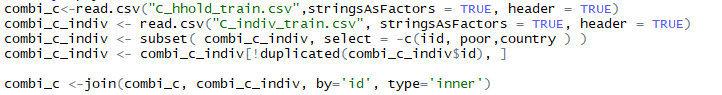 combi_c<-read.csv("C_hhold_train.csv",stringsAsFactors = TRUE, header = TRUE)
combi_c_indiv <- read.csv("C_indiv_train.csv", stringsAsFactors = TRUE, header = TRUE)
combi_c_indiv <- subset( combi_c_indiv, select = -c(iid, poor,country ) )
combi_c_indiv <- combi_c_indiv[!duplicated(combi_c_indiv$id), ]
combi_c <-join(combi_c, combi_c_indiv, by='id', type='inner')